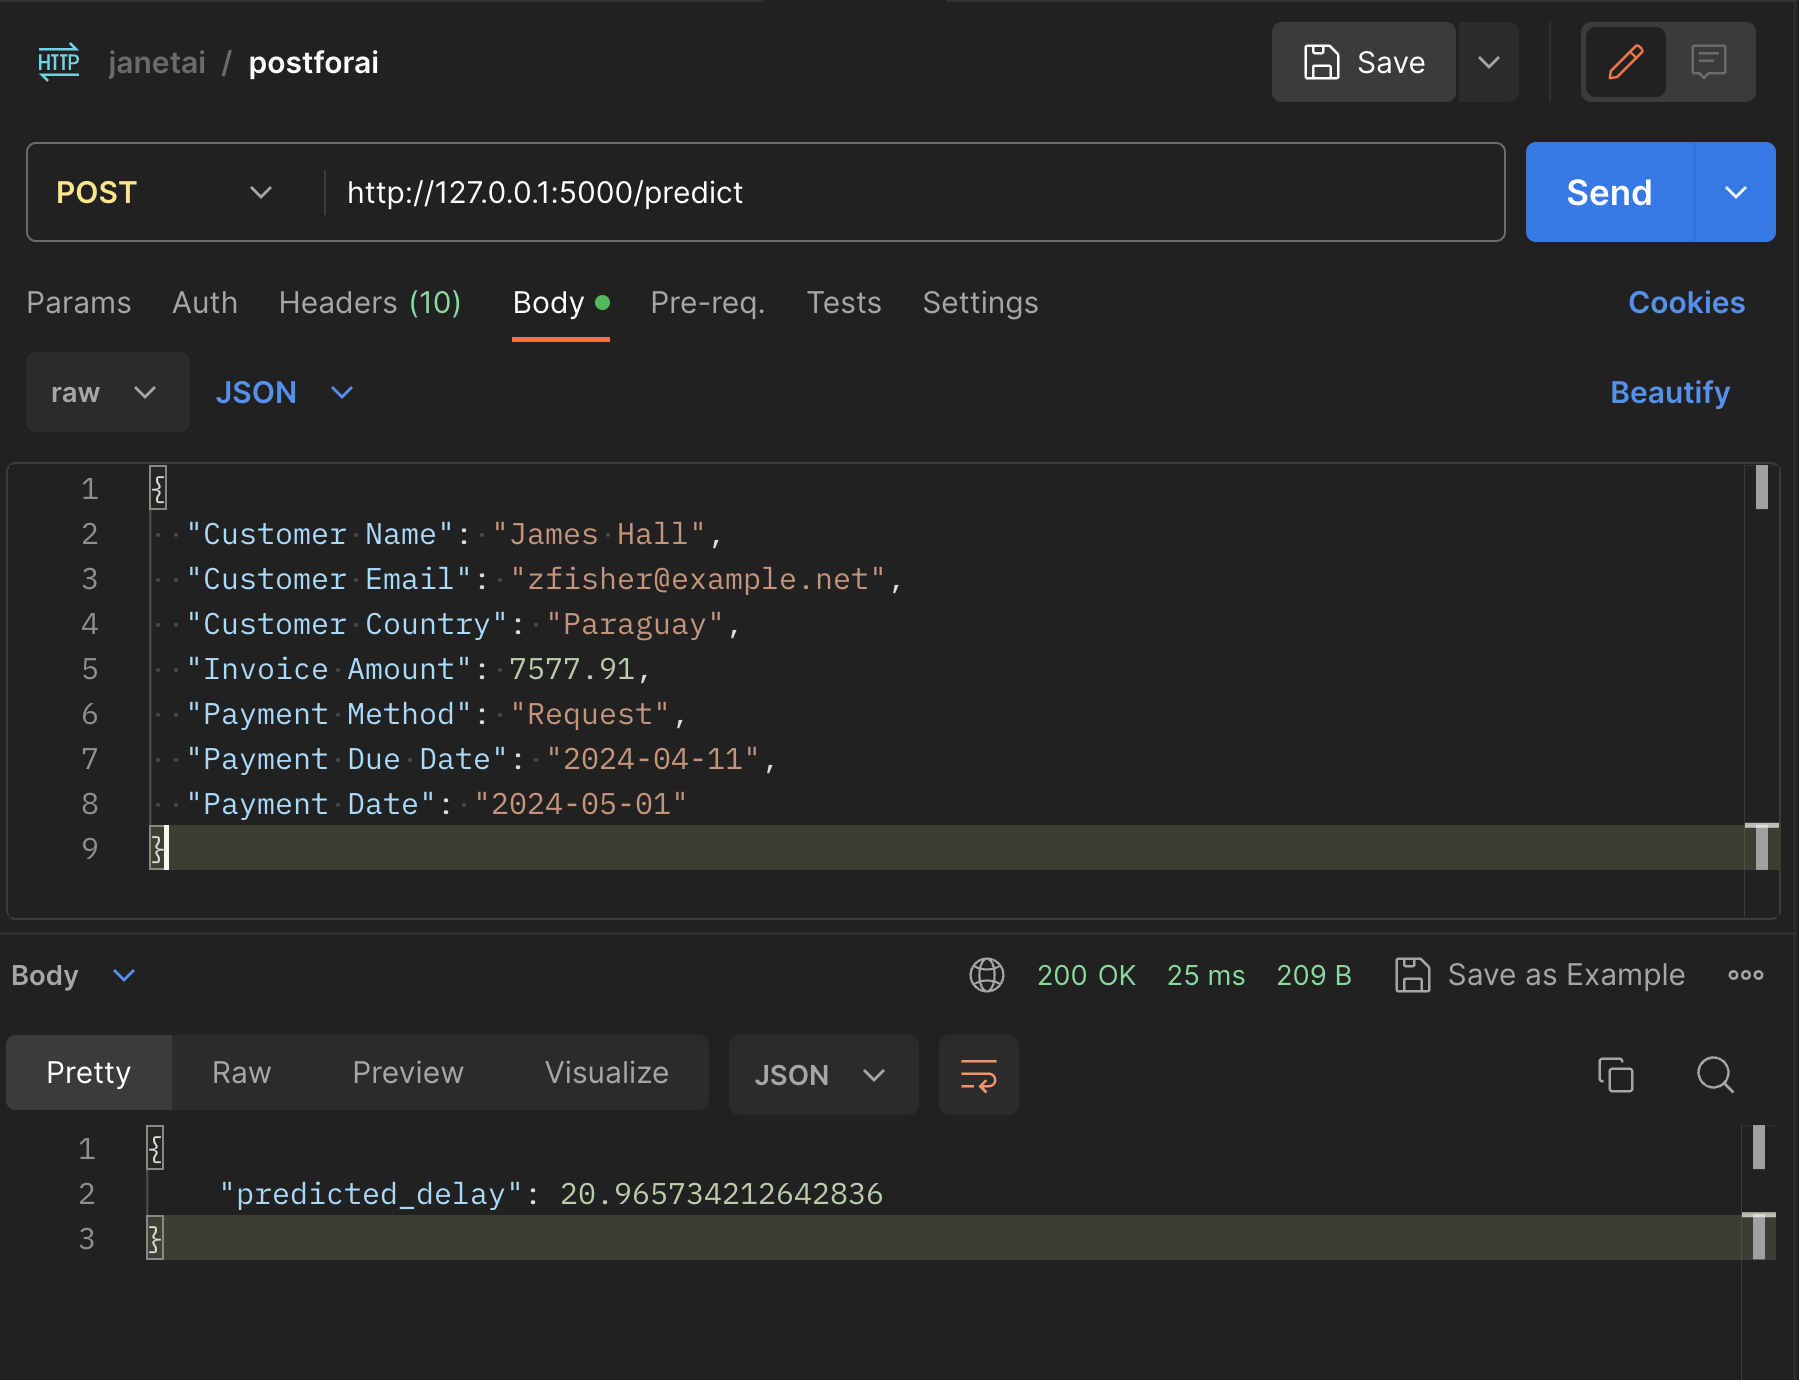 HTTP janetai / postforai Save
POST http://127.0.0.1:5000/predict Send
Params Auth Headers (10) Body Pre-req. Tests Settings Cookies
raw JSON Beautify
1 {
2 "Customer Name": "James Hall",
3 "Customer Email": "zfisher@example.net",
4 "Customer Country": "Paraguay",
5 "Invoice Amount": 7577.91,
6 "Payment Method": "Request",
7 "Payment Due Date": "2024-04-11",
8 "Payment Date": "2024-05-01"
9 }
Body 200 OK 25 ms 209 B Save as Example
Pretty Raw Preview Visualize JSON
1 {
2 "predicted_delay": 20.965734212642836
3 }